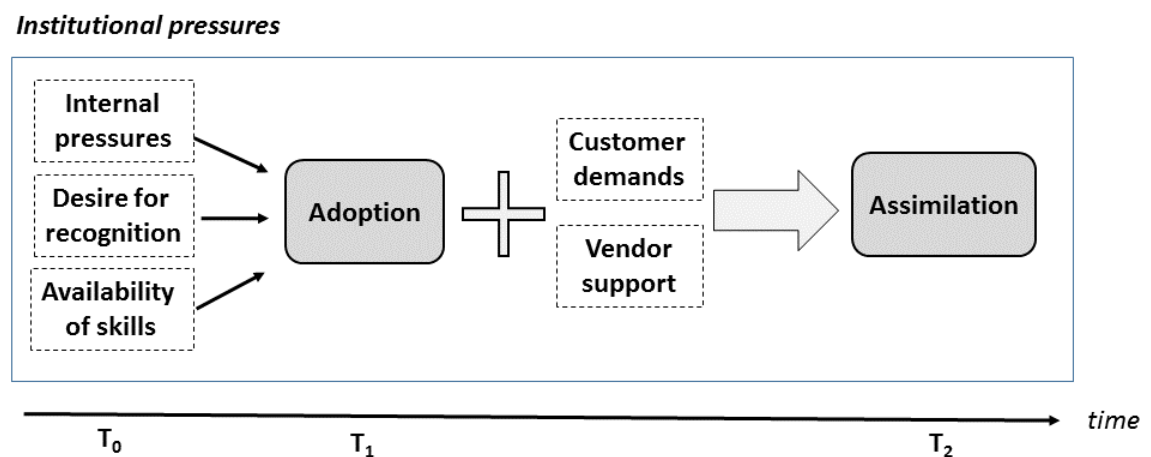 Institutional pressures
Internal
pressures
Desire for
recognition
Availability
of skills
Adoption
Customer
demands
Vendor
support
Assimilation
time
T₀
T₁
T₂